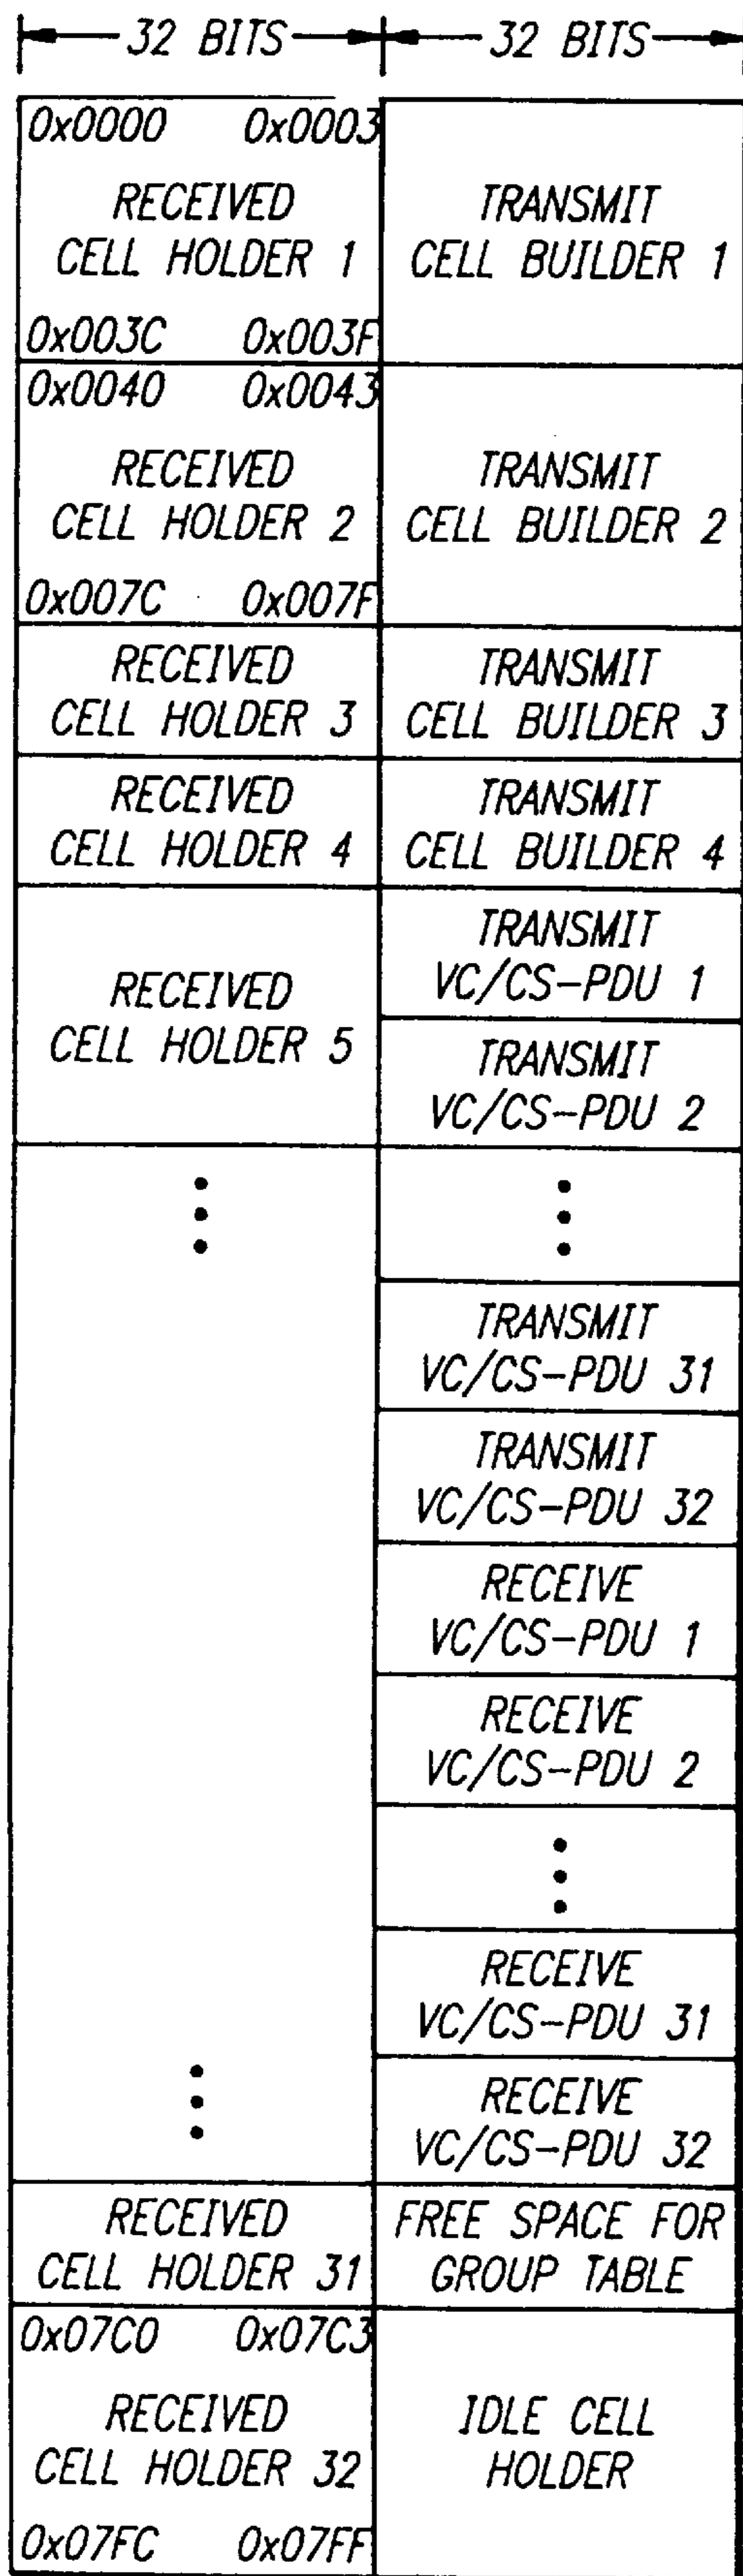 32 BITS 32 BITS
0x0000 0x0003
RECEIVED
CELL HOLDER 1
0x003C 0x003F
TRANSMIT
CELL BUILDER 1
0x0040 0x0043
RECEIVED
CELL HOLDER 2
0x007C 0x007F
TRANSMIT
CELL BUILDER 2
RECEIVED
CELL HOLDER 3
TRANSMIT
CELL BUILDER 3
RECEIVED
CELL HOLDER 4
TRANSMIT
CELL BUILDER 4
RECEIVED
CELL HOLDER 5
TRANSMIT
VC/CS-PDU 1
TRANSMIT
VC/CS-PDU 2
TRANSMIT
VC/CS-PDU 31
TRANSMIT
VC/CS-PDU 32
RECEIVE
VC/CS-PDU 1
RECEIVE
VC/CS-PDU 2
RECEIVE
VC/CS-PDU 31
RECEIVE
VC/CS-PDU 32
RECEIVED
CELL HOLDER 31
FREE SPACE FOR
GROUP TABLE
0x07C0 0x07C3
RECEIVED
CELL HOLDER 32
0x07FC 0x07FF
IDLE CELL
HOLDER